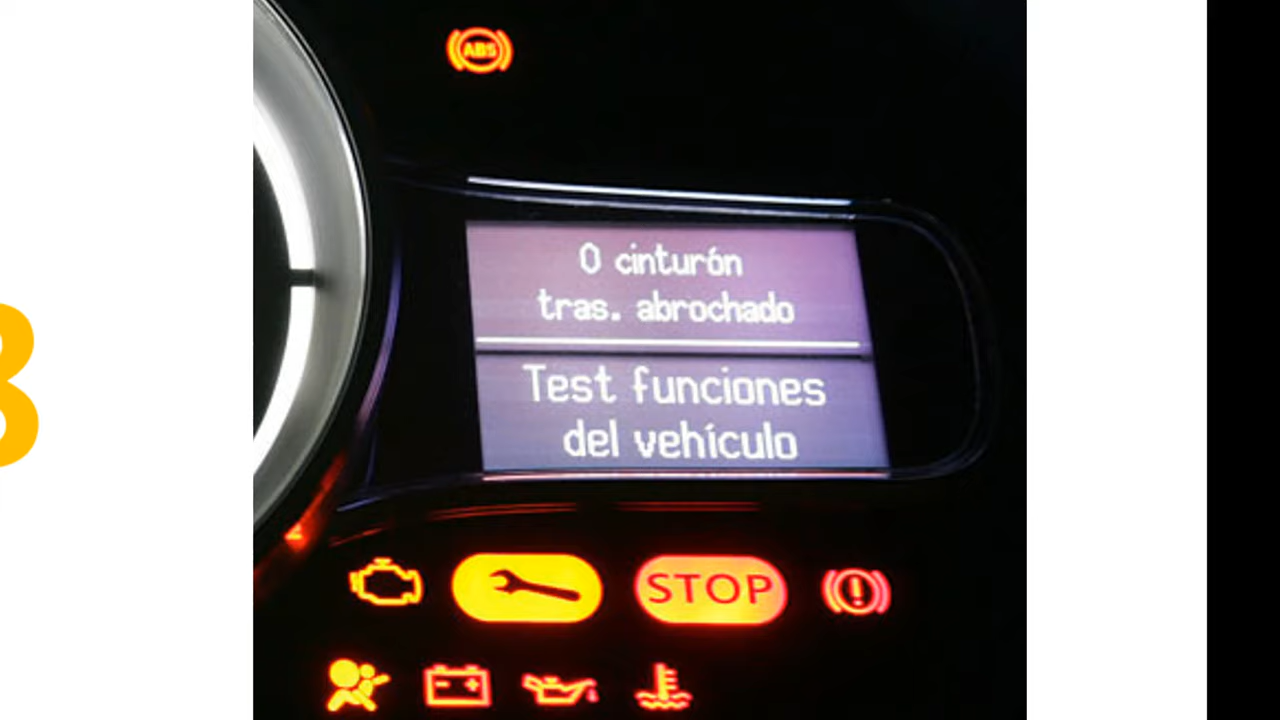 ABS
0 cinturón
tras. abrochado
Test funciones
del vehículo
STOP